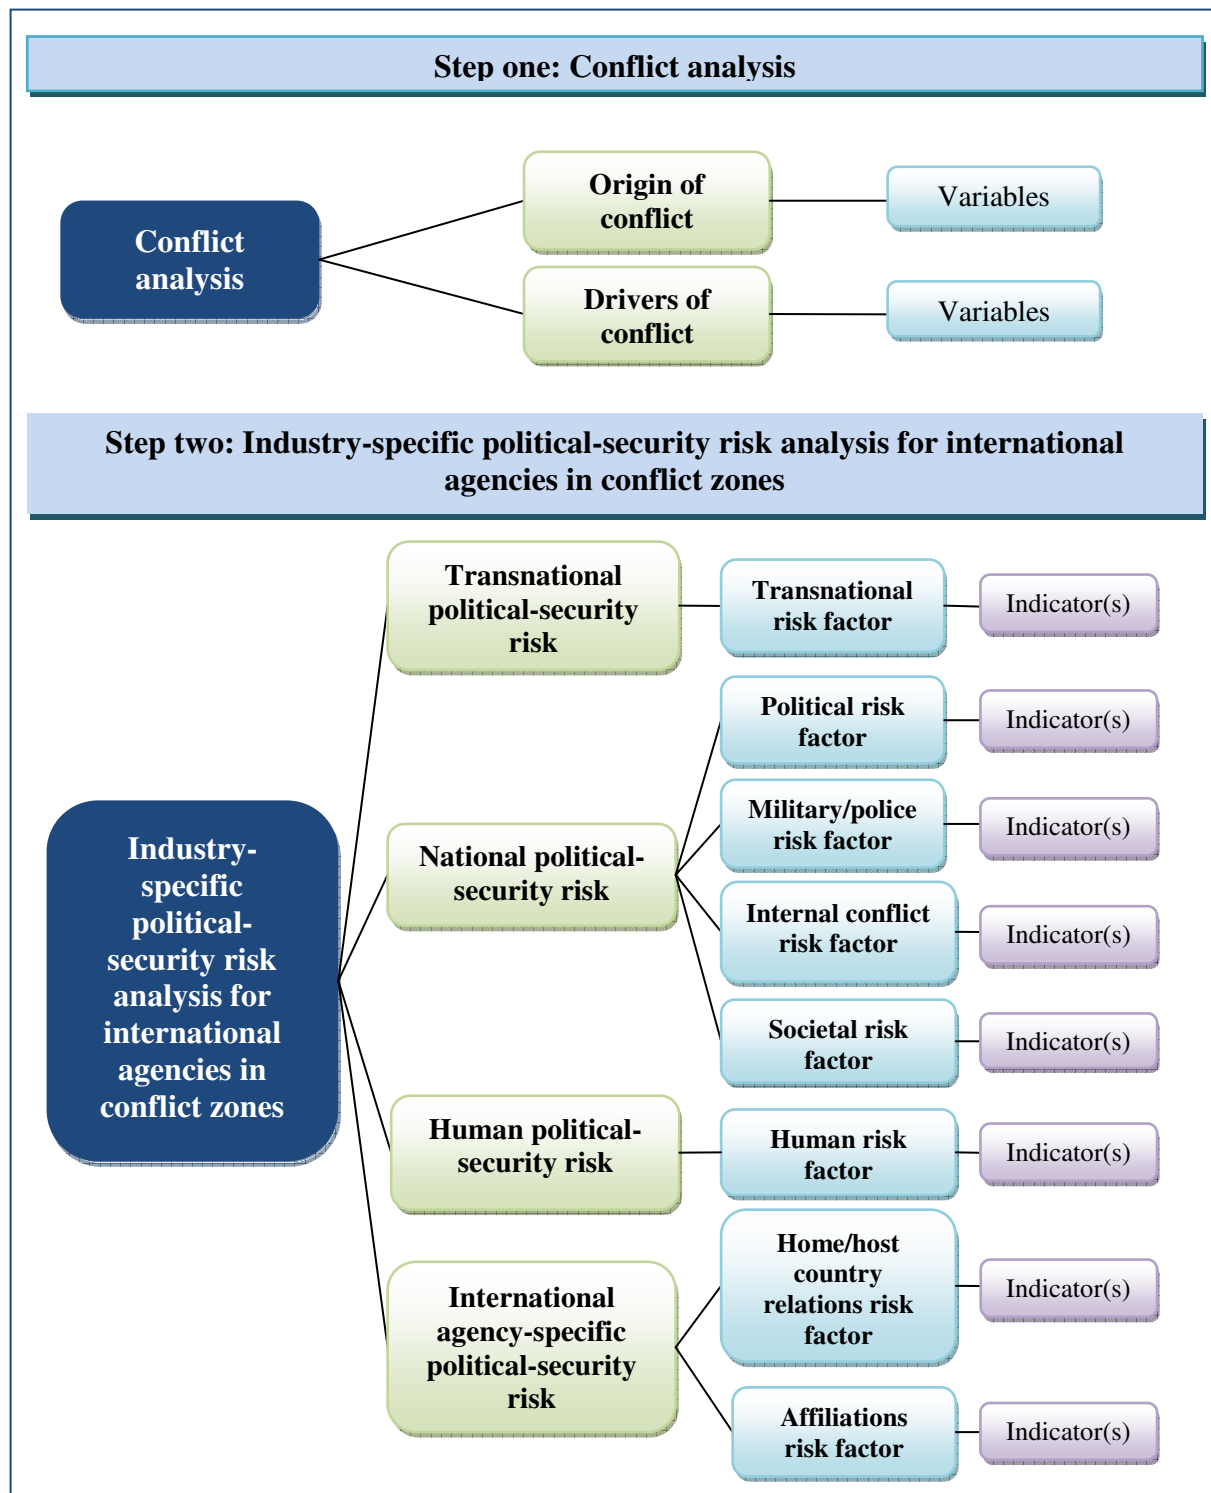 Step one: Conflict analysis
Conflict
analysis
Origin of
conflict
Variables
Drivers of
conflict
Variables
Step two: Industry-specific political-security risk analysis for international
agencies in conflict zones
Industry-
specific
political-
security risk
analysis for
international
agencies in
conflict zones
Transnational
political-security
risk
Transnational
risk factor
Indicator(s)
National political-
security risk
Political risk
factor
Indicator(s)
Military/police
risk factor
Indicator(s)
Internal conflict
risk factor
Indicator(s)
Societal risk
factor
Indicator(s)
Human political-
security risk
Human risk
factor
Indicator(s)
International
agency-specific
political-security
risk
Home/host
country
relations risk
factor
Indicator(s)
Affiliations
risk factor
Indicator(s)